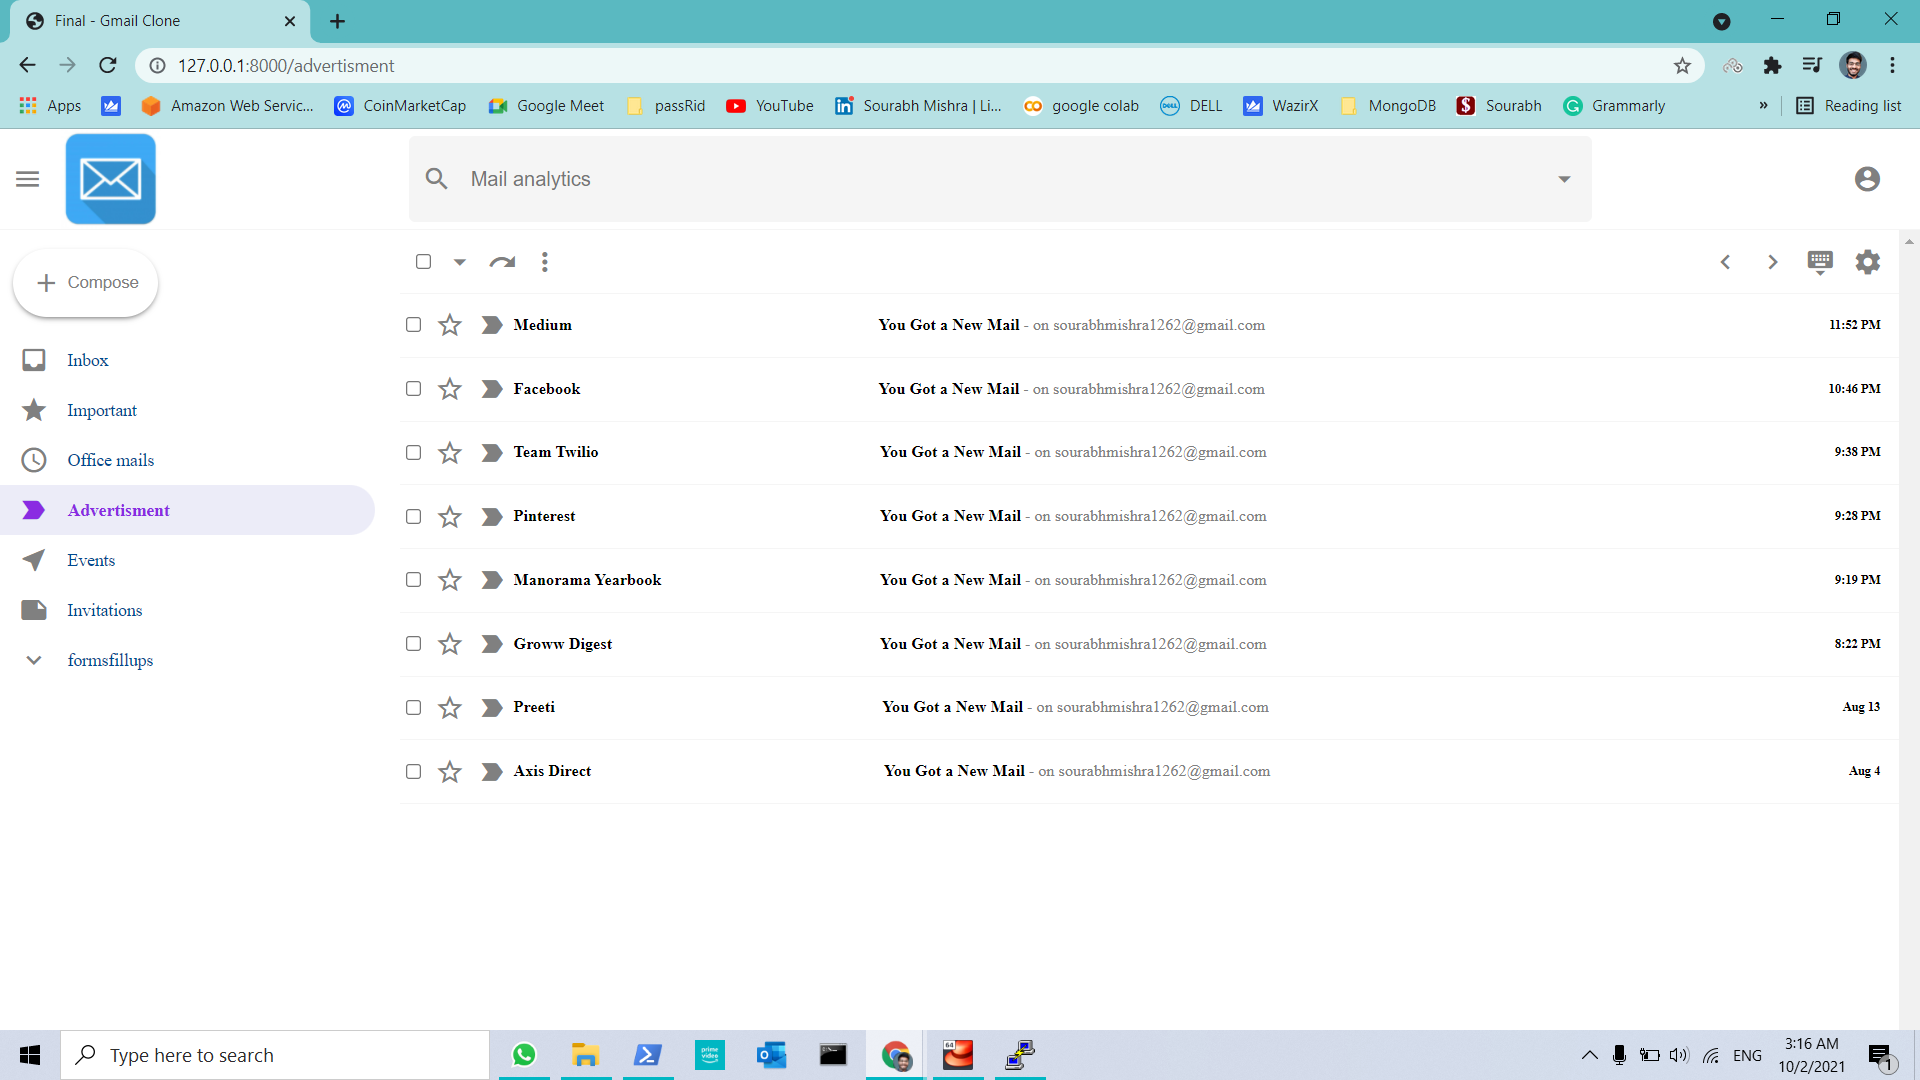 Final - Gmail Clone
127.0.0.1:8000/advertisment
Apps Amazon Web Servic... CoinMarketCap Google Meet passRid YouTube Sourabh Mishra | Li... google colab DELL WazirX MongoDB Sourabh Grammarly » Reading list
Mail analytics
Compose
Inbox
Important
Office mails
Advertisment
Events
Invitations
formsfillups
Medium You Got a New Mail - on sourabhmishra1262@gmail.com 11:52 PM
Facebook You Got a New Mail - on sourabhmishra1262@gmail.com 10:46 PM
Team Twilio You Got a New Mail - on sourabhmishra1262@gmail.com 9:38 PM
Pinterest You Got a New Mail - on sourabhmishra1262@gmail.com 9:28 PM
Manorama Yearbook You Got a New Mail - on sourabhmishra1262@gmail.com 9:19 PM
Groww Digest You Got a New Mail - on sourabhmishra1262@gmail.com 8:22 PM
Preeti You Got a New Mail - on sourabhmishra1262@gmail.com Aug 13
Axis Direct You Got a New Mail - on sourabhmishra1262@gmail.com Aug 4
Type here to search
prime video
64
ENG
3:16 AM
10/2/2021
1